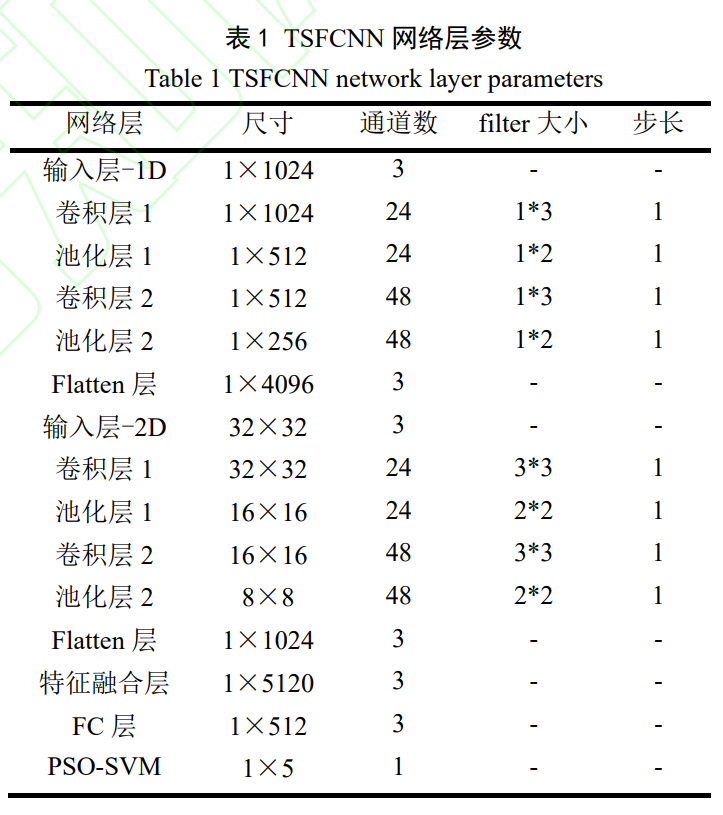 表 1 TSFCNN 网络层参数
Table 1 TSFCNN network layer parameters
网络层 尺寸 通道数 filter 大小 步长
输入层-1D 1×1024 3 - -
卷积层 1 1×1024 24 1*3 1
池化层 1 1×512 24 1*2 1
卷积层 2 1×512 48 1*3 1
池化层 2 1×256 48 1*2 1
Flatten 层 1×4096 3 - -
输入层-2D 32×32 3 - -
卷积层 1 32×32 24 3*3 1
池化层 1 16×16 24 2*2 1
卷积层 2 16×16 48 3*3 1
池化层 2 8×8 48 2*2 1
Flatten 层 1×1024 3 - -
特征融合层 1×5120 3 - -
FC 层 1×512 3 - -
PSO-SVM 1×5 1 - -